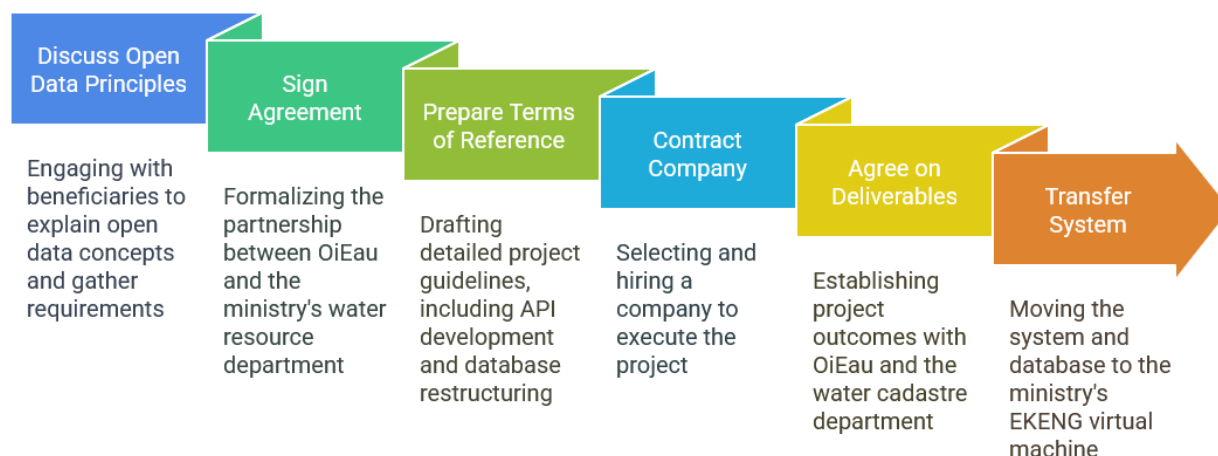 Discuss Open
Data Principles
Engaging with
beneficiaries to
explain open
data concepts
and gather
requirements
Sign
Agreement
Formalizing the
partnership
between OiEau
and the
ministry's water
resource
department
Prepare Terms
of Reference
Drafting
detailed project
guidelines,
including API
development
and database
restructuring
Contract
Company
Selecting and
hiring a
company to
execute the
project
Agree on
Deliverables
Establishing
project
outcomes with
OiEau and the
water cadastre
department
Transfer
System
Moving the
system and
database to the
ministry's
EKENG virtual
machine